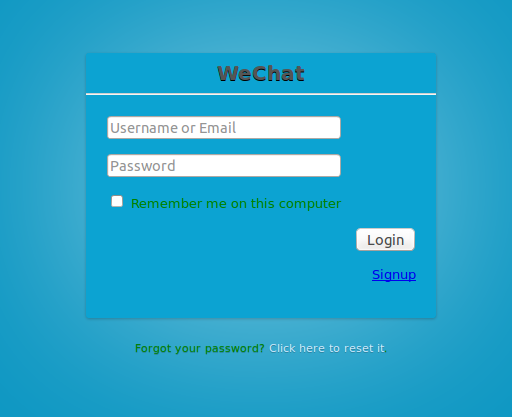 WeChat
Username or Email
Password
Remember me on this computer
Login
Signup
Forgot your password? Click here to reset it.